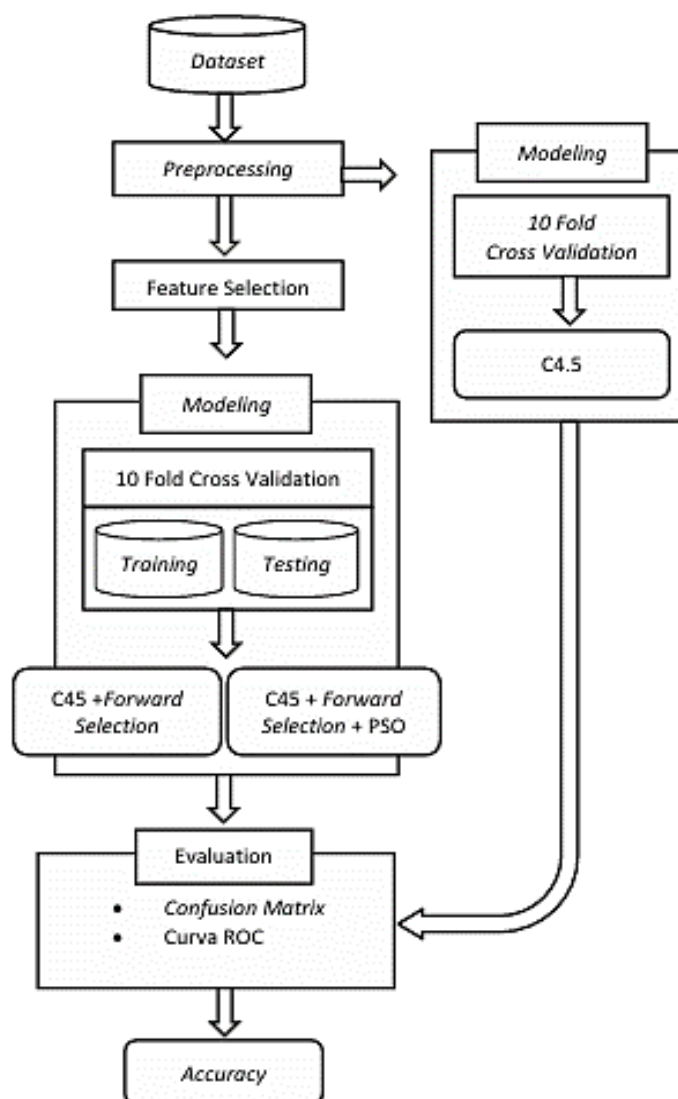 Dataset
Preprocessing
Feature Selection
Modeling
10 Fold Cross Validation
Training
Testing
C45 +Forward
Selection
C45 + Forward
Selection + PSO
Modeling
10 Fold
Cross Validation
C4.5
Evaluation
• Confusion Matrix
• Curva ROC
Accuracy